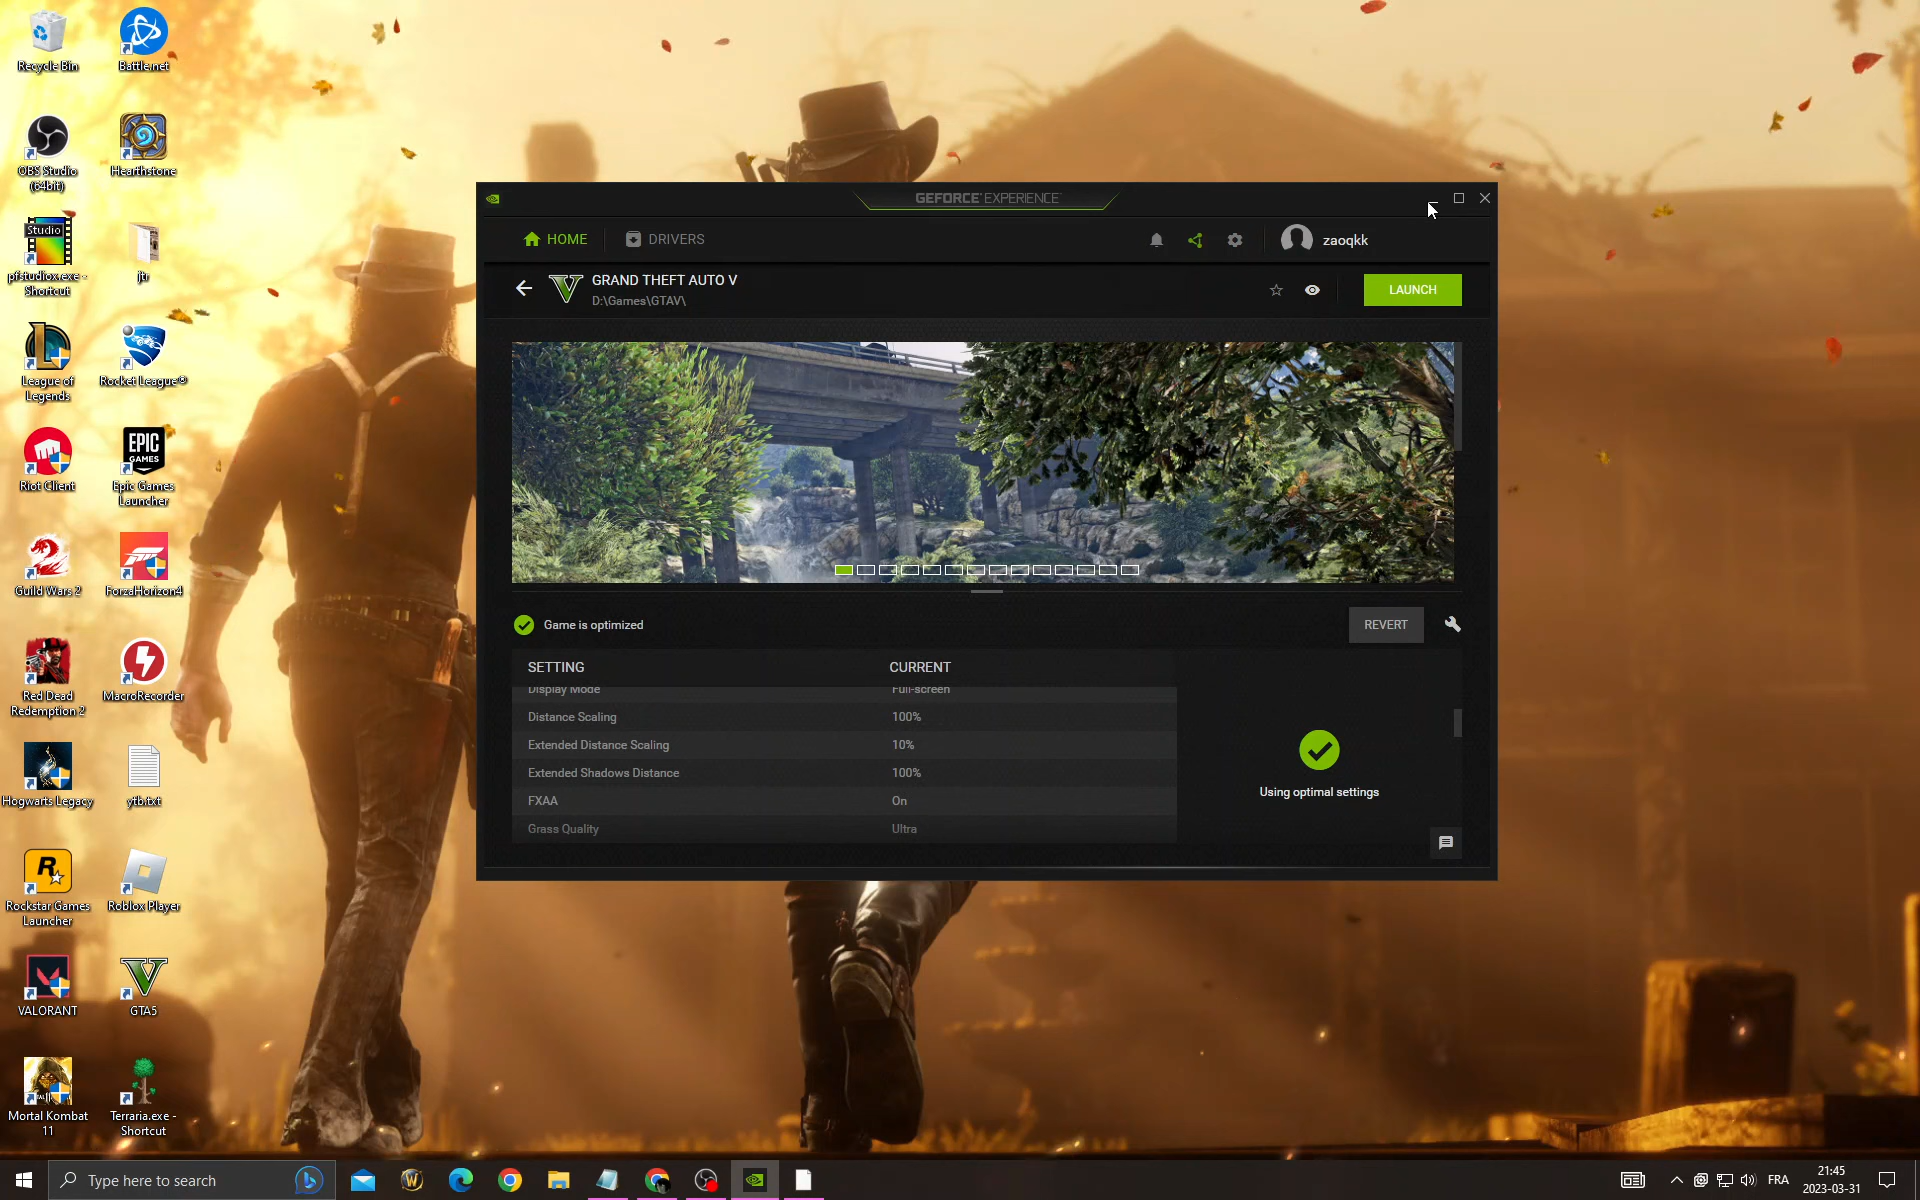 Recycle Bin
Battle.net
OBS Studio
(64bit)
Hearthstone
Studio
pfstudiox.exe -
Shortcut
jtr
League of
Legends
Rocket League®
Riot Client
EPIC
GAMES
Epic Games
Launcher
Guild Wars 2
ForzaHorizon4
Red Dead
Redemption 2
MacroRecorder
Hogwarts Legacy
ytb.txt
Rockstar Games
Launcher
Roblox Player
VALORANT
GTA5
Mortal Kombat
11
Terraria.exe -
Shortcut
GEFORCE EXPERIENCE
HOME
DRIVERS
zaoqkk
GRAND THEFT AUTO V
D:\Games\GTAV\
LAUNCH
Game is optimized
REVERT
SETTING CURRENT
Display Mode Full-screen
Distance Scaling 100%
Extended Distance Scaling 10%
Extended Shadows Distance 100%
FXAA On
Grass Quality Ultra
Using optimal settings
Type here to search
FRA
21:45
2023-03-31